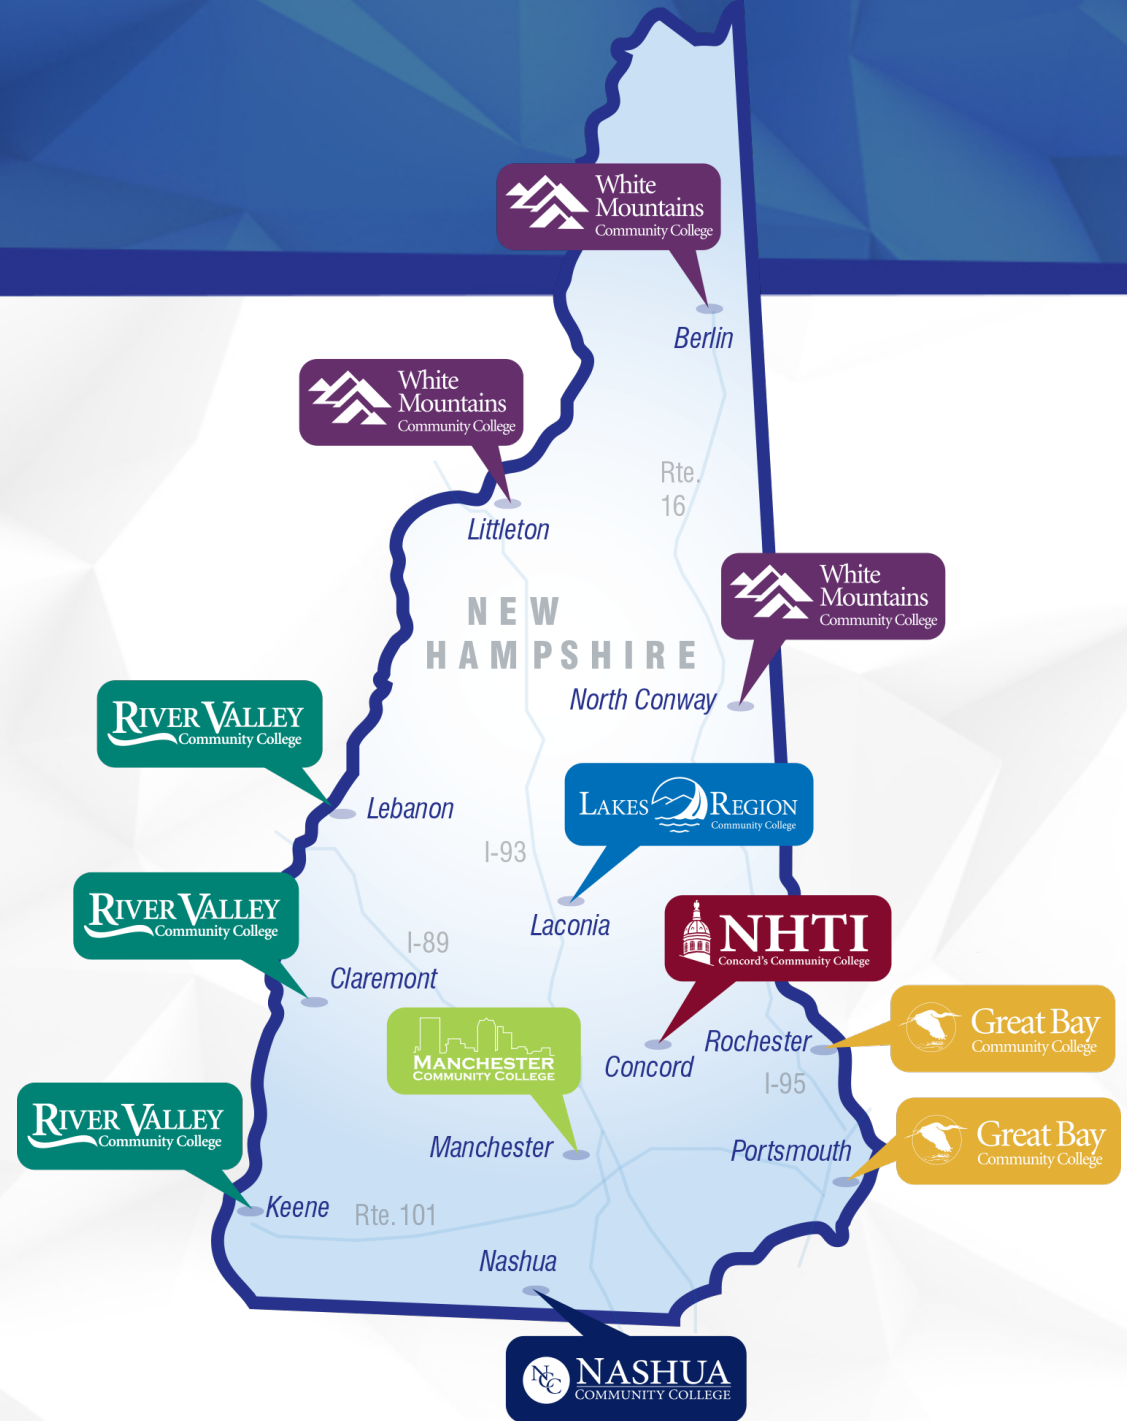 White
Mountains
Community College
Berlin
White
Mountains
Community College
Littleton
Rte.
16
NEW
HAMPSHIRE
White
Mountains
Community College
North Conway
RIVER VALLEY
Community College
Lebanon
LAKES REGION
Community College
I-93
Laconia
RIVER VALLEY
Community College
I-89
Claremont
NHTI
Concord's Community College
Concord
Great Bay
Community College
Rochester
I-95
MANCHESTER
COMMUNITY COLLEGE
Manchester
Great Bay
Community College
Portsmouth
RIVER VALLEY
Community College
Keene
Rte. 101
Nashua
NCC
NASHUA
COMMUNITY COLLEGE